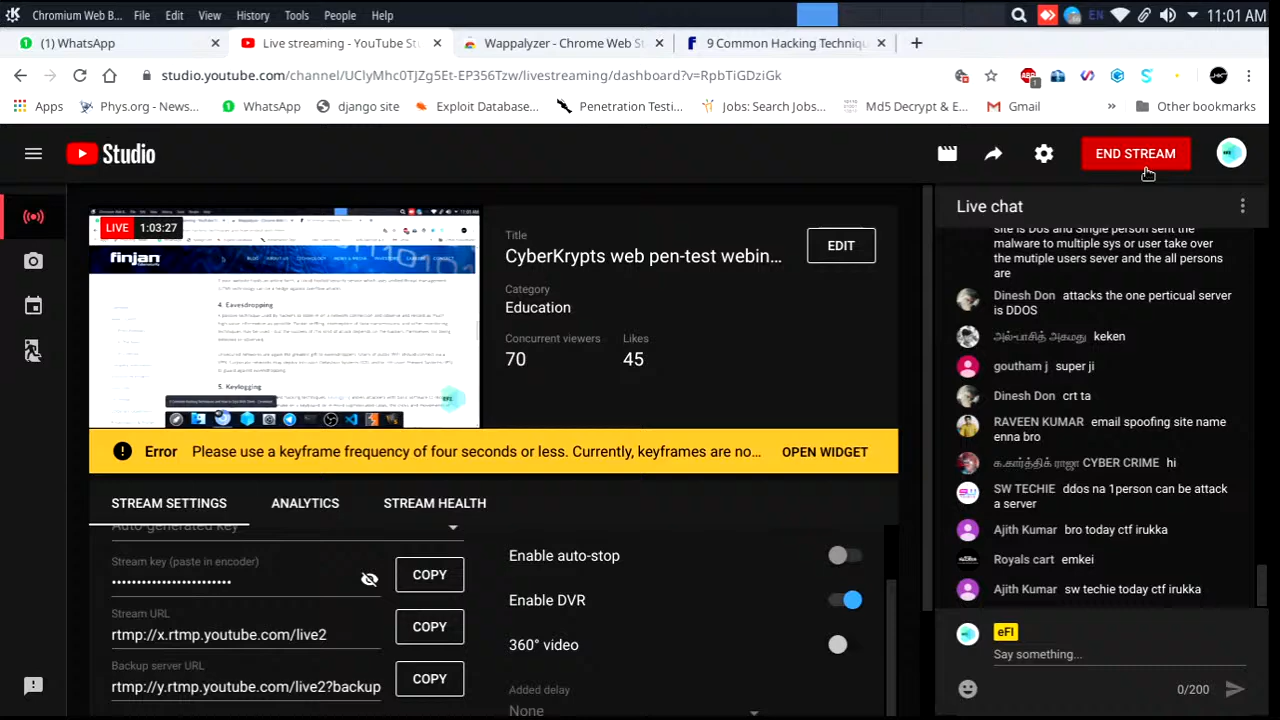 Chromium Web B... File Edit View History Tools People Help EN 11:01 AM
(1) WhatsApp
Live streaming - YouTube St
Wappalyzer - Chrome Web S
9 Common Hacking Techniqu
studio.youtube.com/channel/UClyMhc0TJZg5Et-EP356Tzw/livestreaming/dashboard?v=RpbTiGDziGk
Apps
Phys.org - News...
WhatsApp
django site
Exploit Database...
Penetration Testi...
Jobs: Search Jobs...
Md5 Decrypt & E...
Gmail
»
Other bookmarks
Studio
END STREAM
LIVE 1:03:27
finjan
4. Eavesdropping
5. Keylogging
Title
CyberKrypts web pen-test webin...
EDIT
Category
Education
Concurrent viewers
70
Likes
45
Error Please use a keyframe frequency of four seconds or less. Currently, keyframes are no... OPEN WIDGET
STREAM SETTINGS
ANALYTICS
STREAM HEALTH
Auto-generated key
Stream key (paste in encoder)
••••••••••••••••••••••••
COPY
Stream URL
rtmp://x.rtmp.youtube.com/live2
COPY
Backup server URL
rtmp://y.rtmp.youtube.com/live2?backup
COPY
Enable auto-stop
Enable DVR
360° video
Added delay
None
Live chat
site is Dos and Single person sent the
malware to multiple pcs or user take over
the mutiple users server and the all persons
are
Dinesh Don attacks the one perticual server
is DDOS
அல்-பாசித் அகமது keken
goutham j super ji
Dinesh Don crt ta
RAVEEN KUMAR email spoofing site name
enna bro
க.கார்த்திக் ராஜா CYBER CRIME hi
SW TECHIE ddos na 1person can be attack
a server
Ajith Kumar bro today ctf irukka
Royals cart emkei
Ajith Kumar sw techie today ctf irukka
eFI
Say something...
0/200